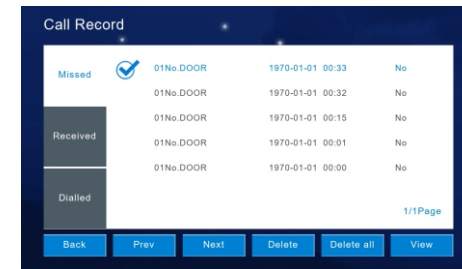 Call Record
Missed
01No.DOOR 1970-01-01 00:33 No
01No.DOOR 1970-01-01 00:32 No
01No.DOOR 1970-01-01 00:15 No
Received
01No.DOOR 1970-01-01 00:01 No
01No.DOOR 1970-01-01 00:00 No
Dialled
1/1Page
Back Prev Next Delete Delete all View